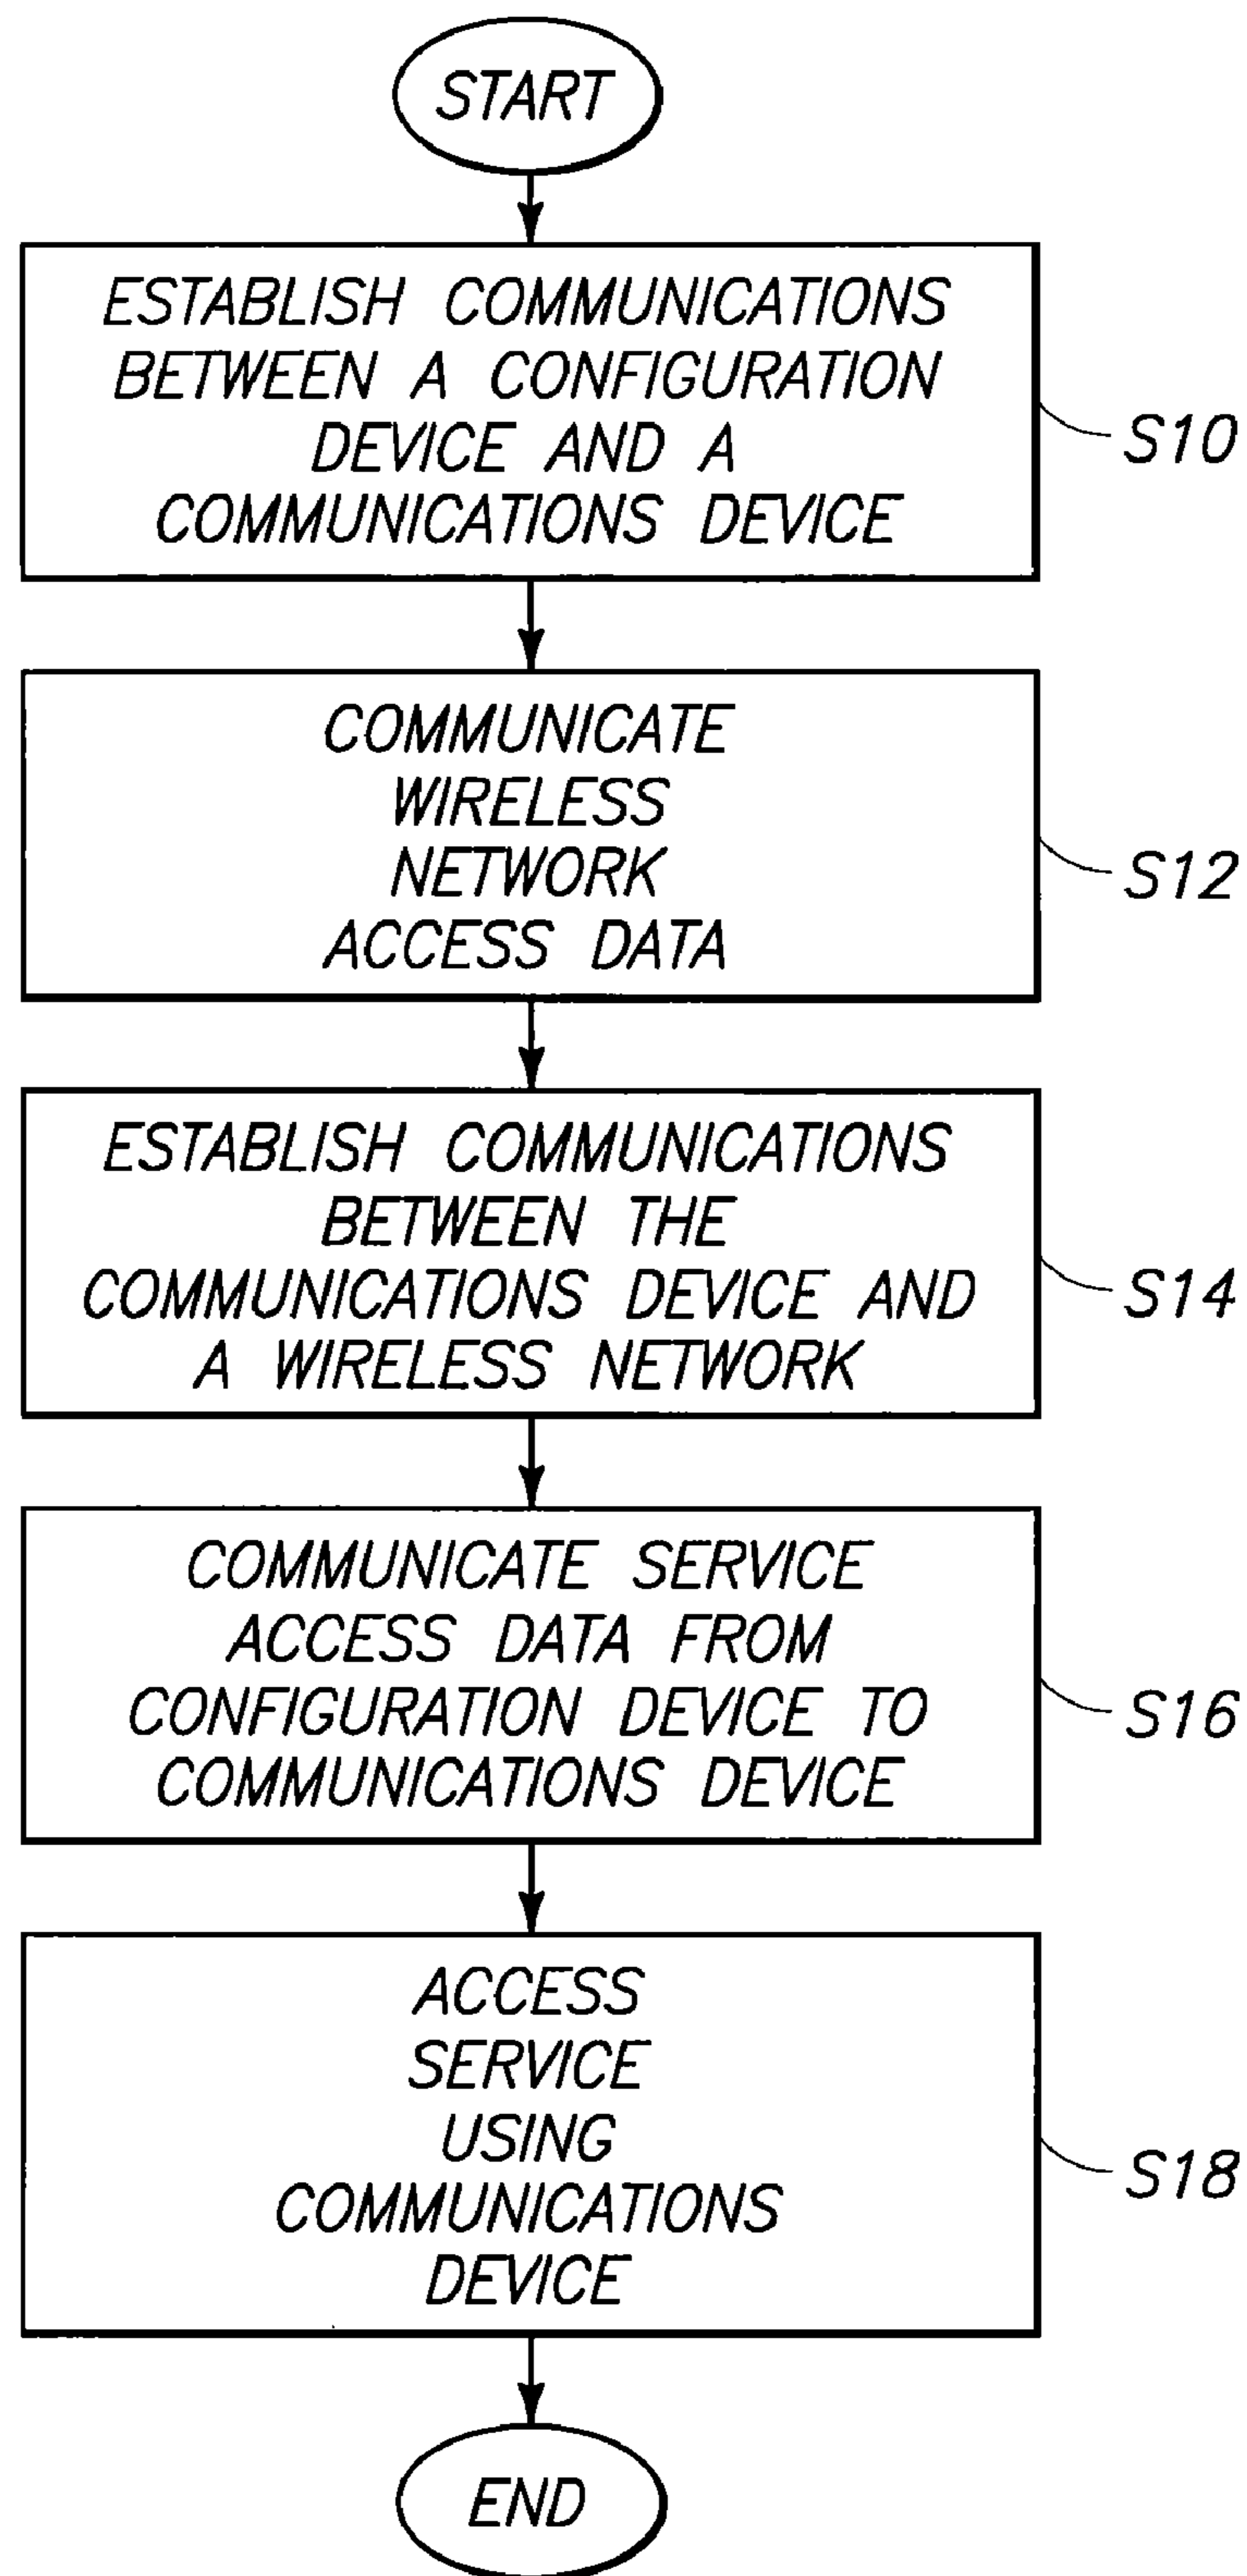 START
ESTABLISH COMMUNICATIONS
BETWEEN A CONFIGURATION
DEVICE AND A
COMMUNICATIONS DEVICE
S10
COMMUNICATE
WIRELESS
NETWORK
ACCESS DATA
S12
ESTABLISH COMMUNICATIONS
BETWEEN THE
COMMUNICATIONS DEVICE AND
A WIRELESS NETWORK
S14
COMMUNICATE SERVICE
ACCESS DATA FROM
CONFIGURATION DEVICE TO
COMMUNICATIONS DEVICE
S16
ACCESS
SERVICE
USING
COMMUNICATIONS
DEVICE
S18
END